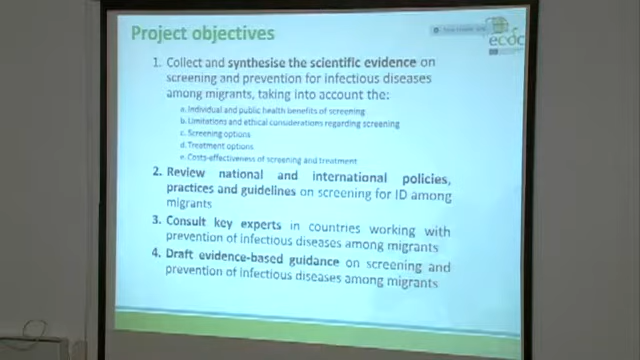 Project objectives
ecdc
1. Collect and synthesise the scientific evidence on
screening and prevention for infectious diseases
among migrants, taking into account the:
a. Individual and public health benefits of screening
b. Limitations and ethical considerations regarding screening
c. Screening options
d. Treatment options
e. Costs-effectiveness of screening and treatment
2. Review national and international policies,
practices and guidelines on screening for ID among
migrants
3. Consult key experts in countries working with
prevention of infectious diseases among migrants
4. Draft evidence-based guidance on screening and
prevention of infectious diseases among migrants